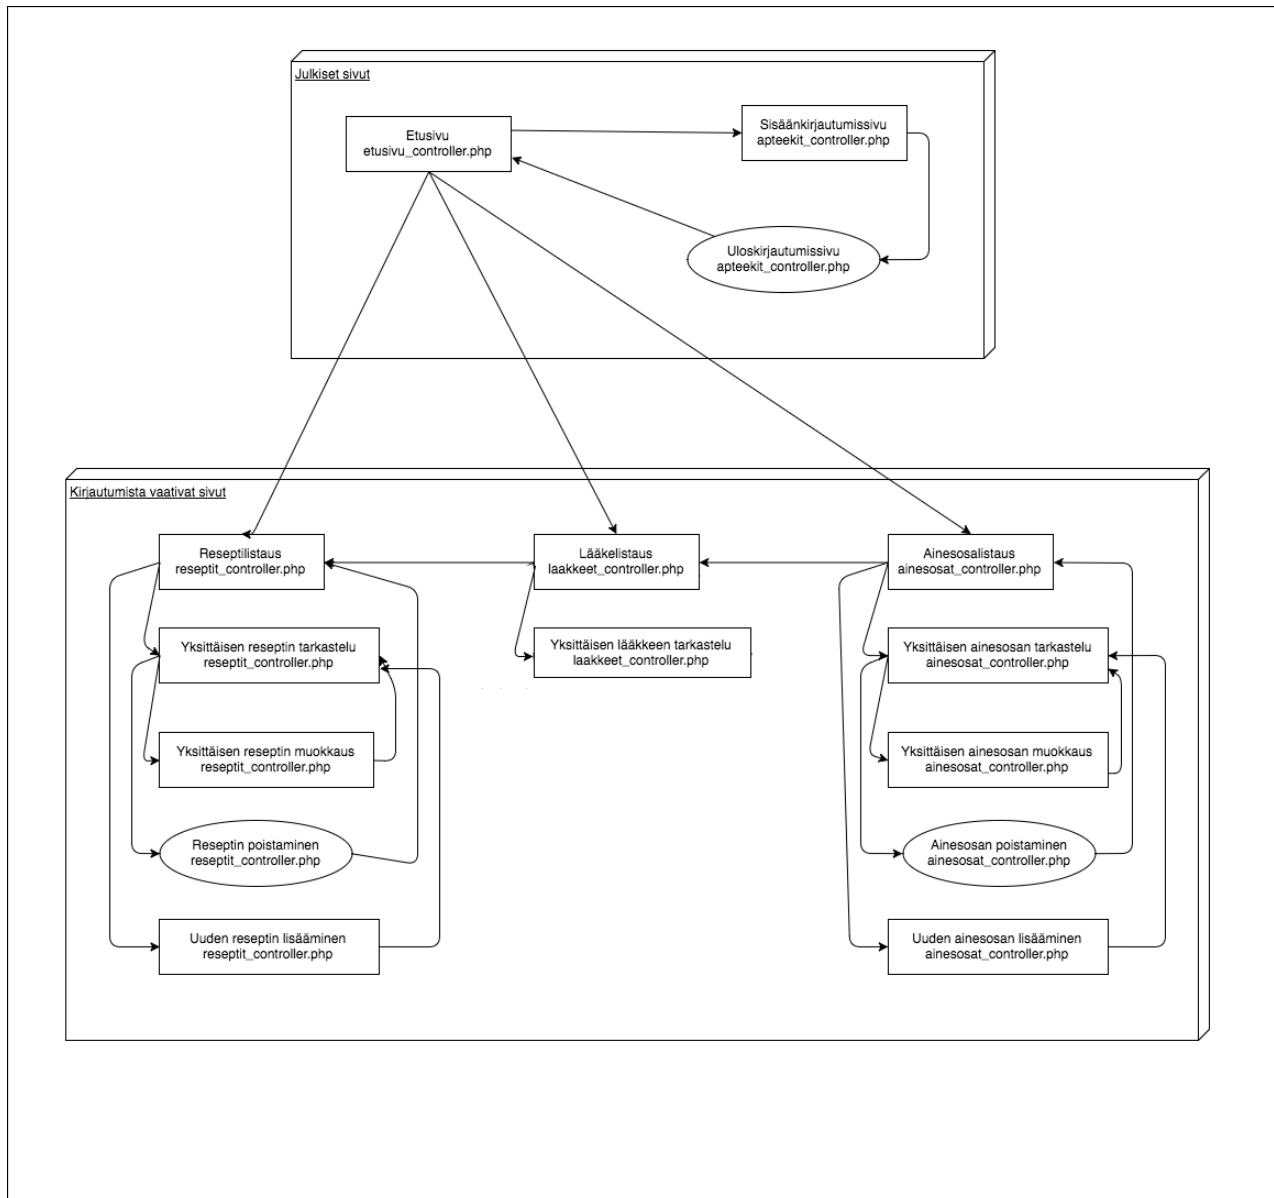 Julkiset sivut
Etusivu
etusivu_controller.php
Sisäänkirjautumissivu
apteekit_controller.php
Uloskirjautumissivu
apteekit_controller.php
Kirjautumista vaativat sivut
Reseptilistaus
reseptit_controller.php
Lääkelistaus
laakkeet_controller.php
Ainesosalistaus
ainesosat_controller.php
Yksittäisen reseptin tarkastelu
reseptit_controller.php
Yksittäisen lääkkeen tarkastelu
laakkeet_controller.php
Yksittäisen ainesosan tarkastelu
ainesosat_controller.php
Yksittäisen reseptin muokkaus
reseptit_controller.php
Yksittäisen ainesosan muokkaus
ainesosat_controller.php
Reseptin poistaminen
reseptit_controller.php
Ainesosan poistaminen
ainesosat_controller.php
Uuden reseptin lisääminen
reseptit_controller.php
Uuden ainesosan lisääminen
ainesosat_controller.php